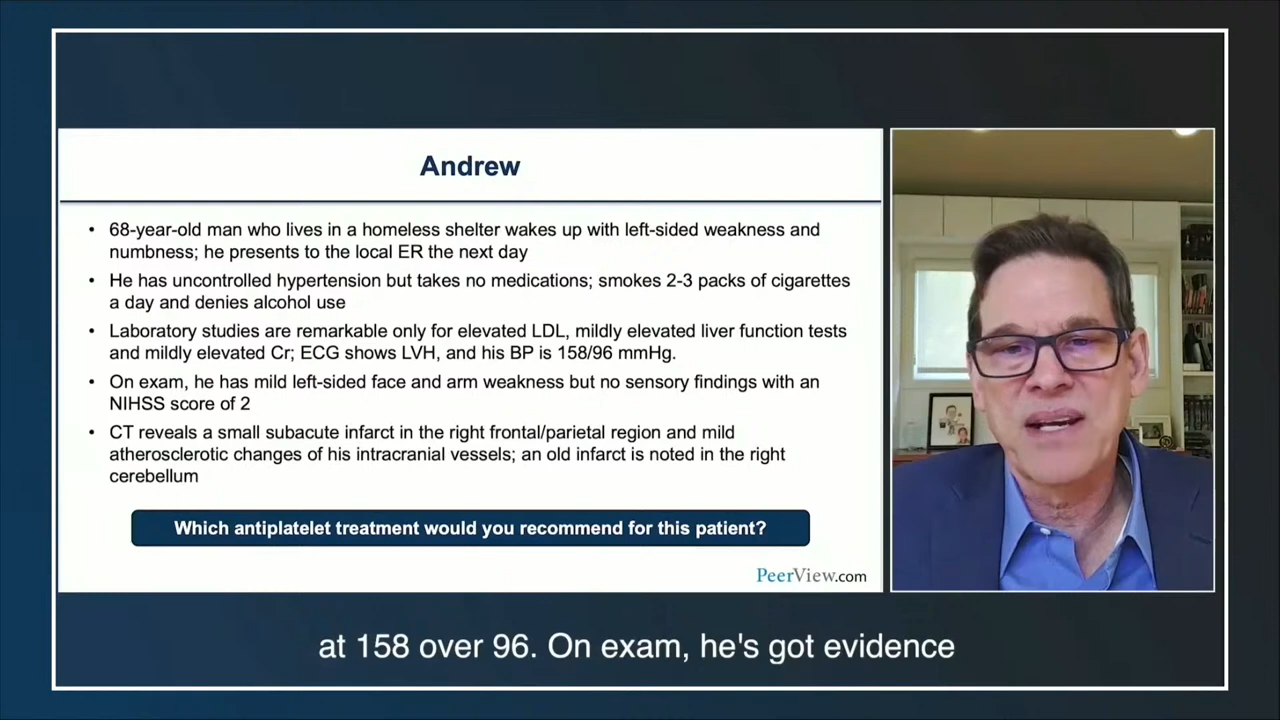 Andrew
• 68-year-old man who lives in a homeless shelter wakes up with left-sided weakness and
numbness; he presents to the local ER the next day
• He has uncontrolled hypertension but takes no medications; smokes 2-3 packs of cigarettes
a day and denies alcohol use
• Laboratory studies are remarkable only for elevated LDL, mildly elevated liver function tests
and mildly elevated Cr; ECG shows LVH, and his BP is 158/96 mmHg.
• On exam, he has mild left-sided face and arm weakness but no sensory findings with an
NIHSS score of 2
• CT reveals a small subacute infarct in the right frontal/parietal region and mild
atherosclerotic changes of his intracranial vessels; an old infarct is noted in the right
cerebellum
Which antiplatelet treatment would you recommend for this patient?
PeerView.com
at 158 over 96. On exam, he's got evidence